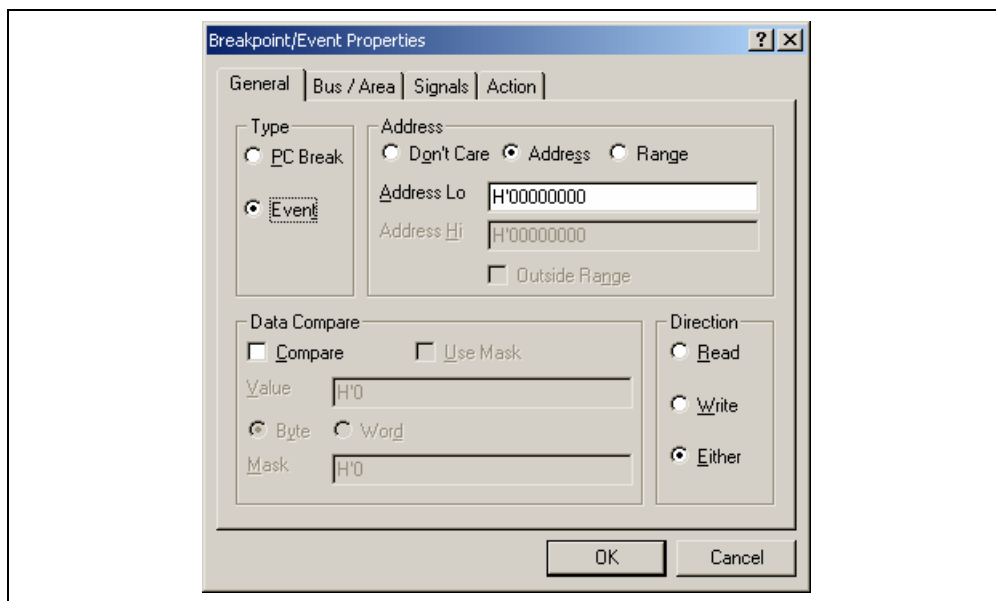 Breakpoint/Event Properties
General Bus / Area Signals Action
Type
PC Break
Event
Address
Don't Care Address Range
Address Lo H'00000000
Address Hi H'00000000
Outside Range
Data Compare
Compare Use Mask
Value H'0
Byte Word
Mask H'0
Direction
Read
Write
Either
OK Cancel